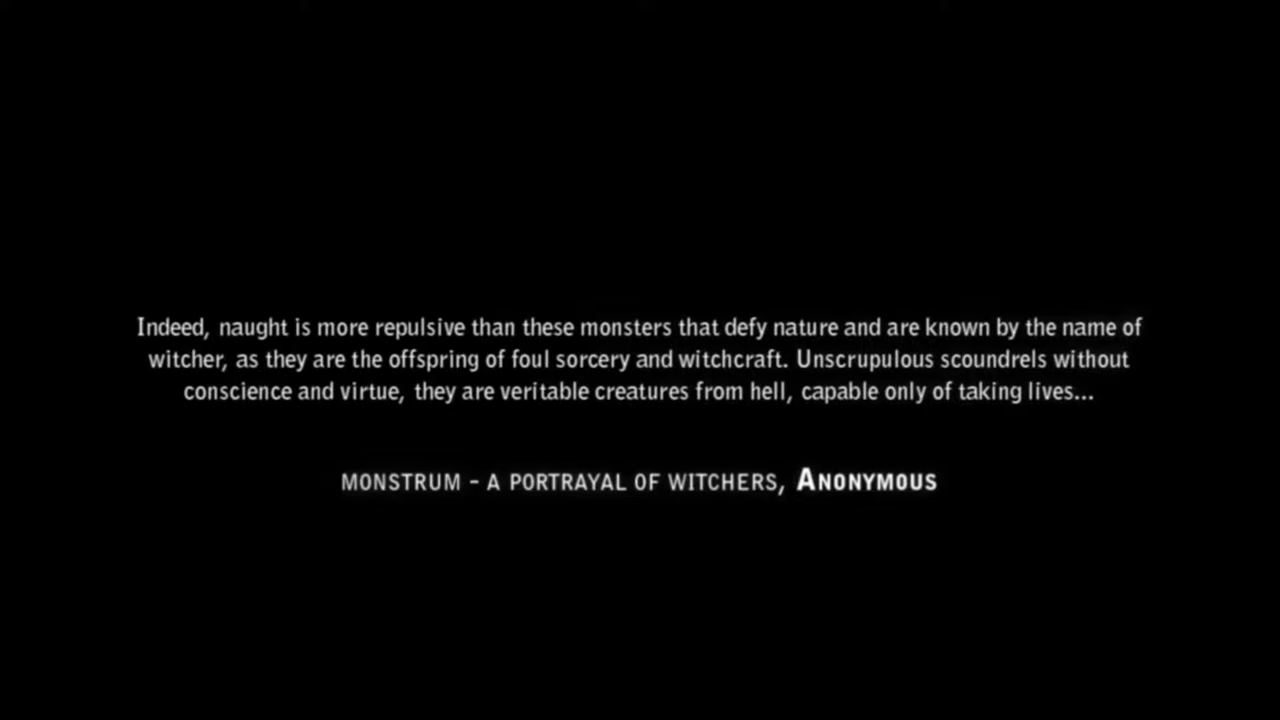 Indeed, naught is more repulsive than these monsters that defy nature and are known by the name of
witcher, as they are the offspring of foul sorcery and witchcraft. Unscrupulous scoundrels without
conscience and virtue, they are veritable creatures from hell, capable only of taking lives...
MONSTRUM - A PORTRAYAL OF WITCHERS, ANONYMOUS